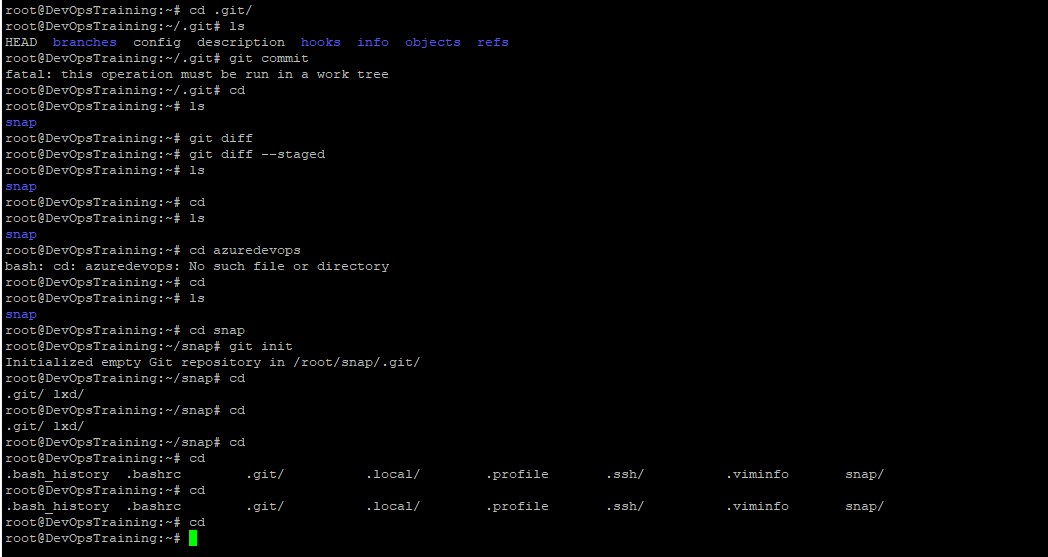 root@DevOpsTraining:~# cd .git/
root@DevOpsTraining:~/.git# ls
HEAD  branches  config  description  hooks  info  objects  refs
root@DevOpsTraining:~/.git# git commit
fatal: this operation must be run in a work tree
root@DevOpsTraining:~/.git# cd
root@DevOpsTraining:~# ls
snap
root@DevOpsTraining:~# git diff
root@DevOpsTraining:~# git diff --staged
root@DevOpsTraining:~# ls
snap
root@DevOpsTraining:~# cd
root@DevOpsTraining:~# ls
snap
root@DevOpsTraining:~# cd azuredevops
bash: cd: azuredevops: No such file or directory
root@DevOpsTraining:~# cd
root@DevOpsTraining:~# ls
snap
root@DevOpsTraining:~# cd snap
root@DevOpsTraining:~/snap# git init
Initialized empty Git repository in /root/snap/.git/
root@DevOpsTraining:~/snap# cd
.git/ lxd/
root@DevOpsTraining:~/snap# cd
.git/ lxd/
root@DevOpsTraining:~/snap# cd
root@DevOpsTraining:~# cd
.bash_history  .bashrc        .git/          .local/        .profile       .ssh/          .viminfo       snap/
root@DevOpsTraining:~# cd
.bash_history  .bashrc        .git/          .local/        .profile       .ssh/          .viminfo       snap/
root@DevOpsTraining:~# cd
root@DevOpsTraining:~#